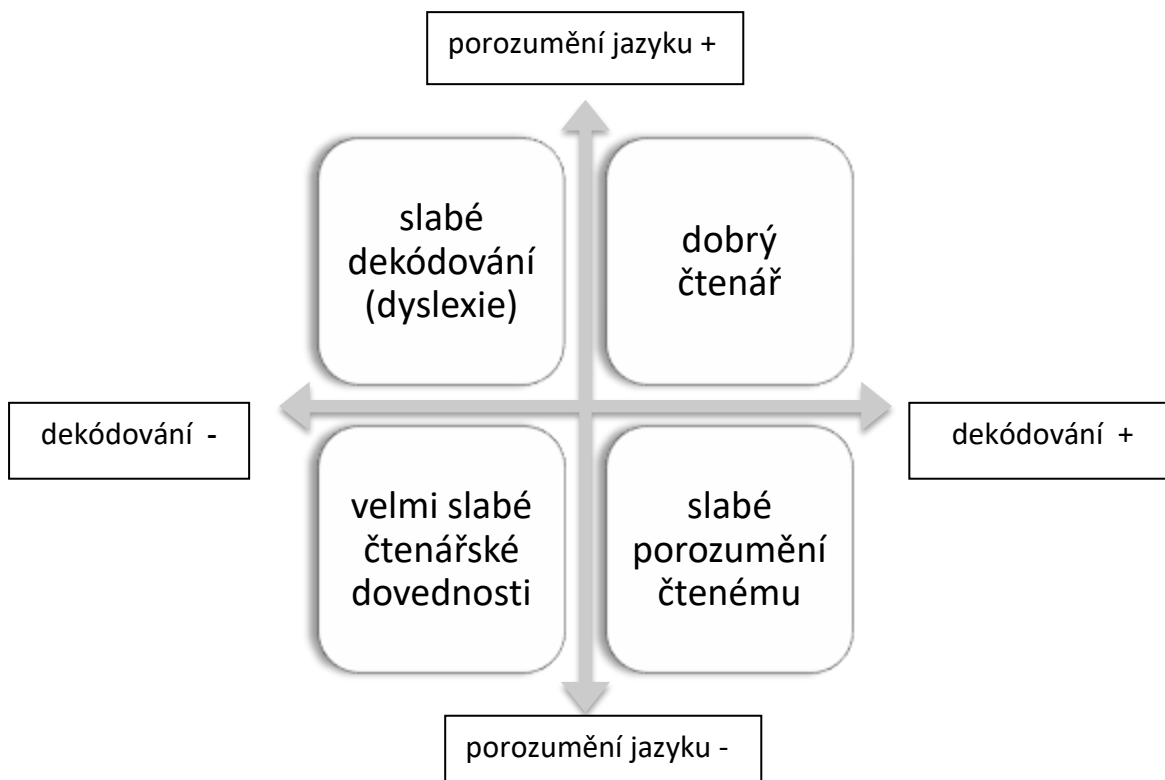 porozumění jazyku +
slabé
dekódování
(dyslexie)
dobrý
čtenář
dekódování -
dekódování +
velmi slabé
čtenářské
dovednosti
slabé
porozumění
čtenému
porozumění jazyku -